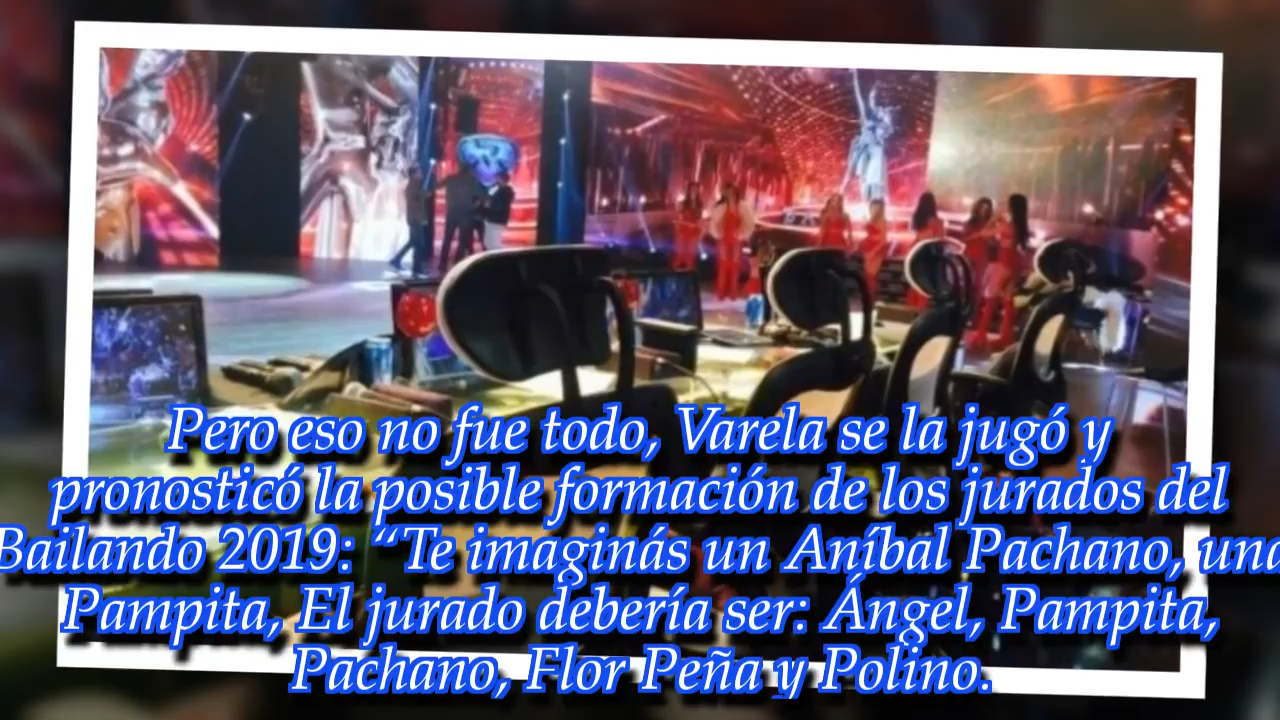 Pero eso no fue todo, Varela se la jugó y
pronosticó la posible formación de los jurados del
Bailando 2019: “Te imaginás un Aníbal Pachano, una
Pampita, El jurado debería ser: Ángel, Pampita,
Pachano, Flor Peña y Polino.